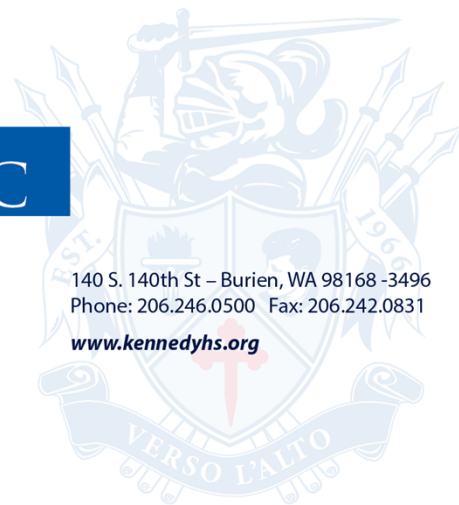 C
EST. 1966
140 S. 140th St – Burien, WA 98168 -3496
Phone: 206.246.0500 Fax: 206.242.0831
www.kennedyhs.org
VERSO L'ALTO